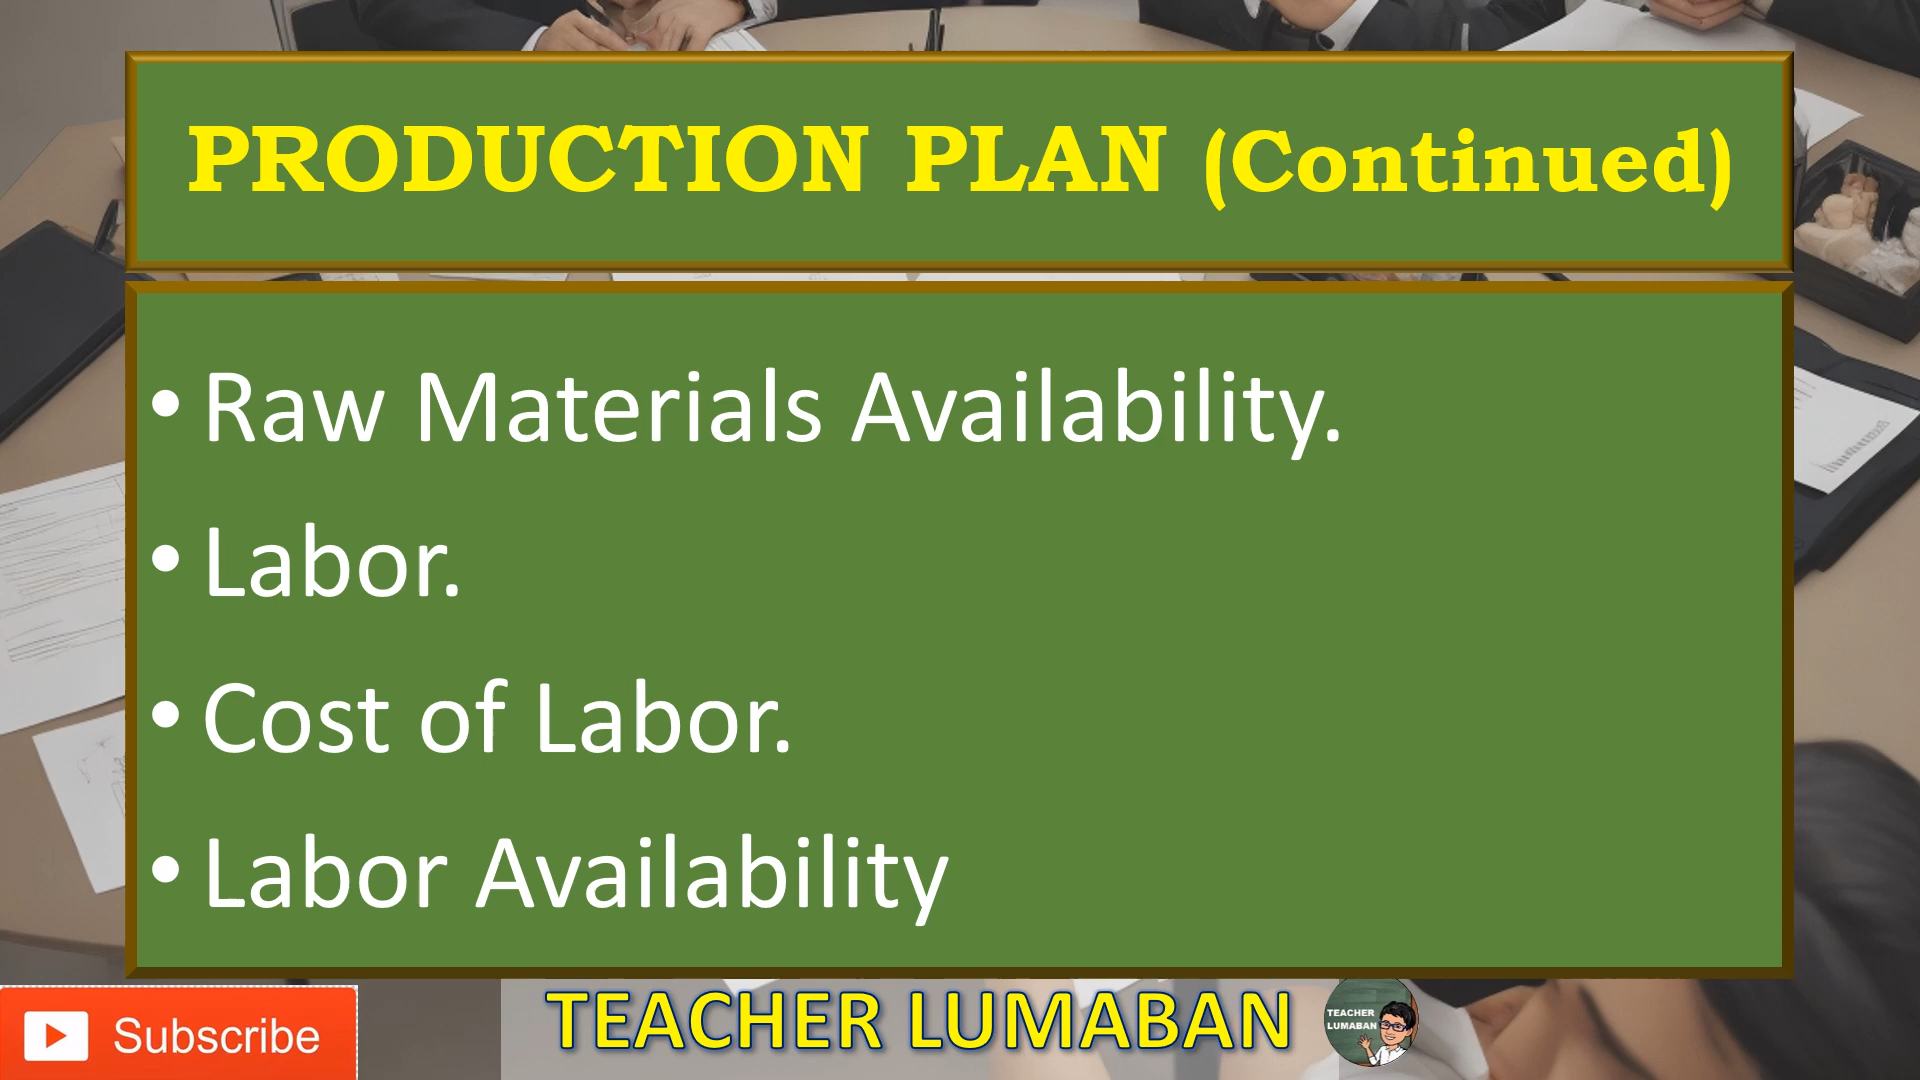 PRODUCTION PLAN (Continued)
• Raw Materials Availability.
• Labor.
• Cost of Labor.
• Labor Availability
Subscribe
TEACHER LUMABAN
TEACHER
LUMABAN